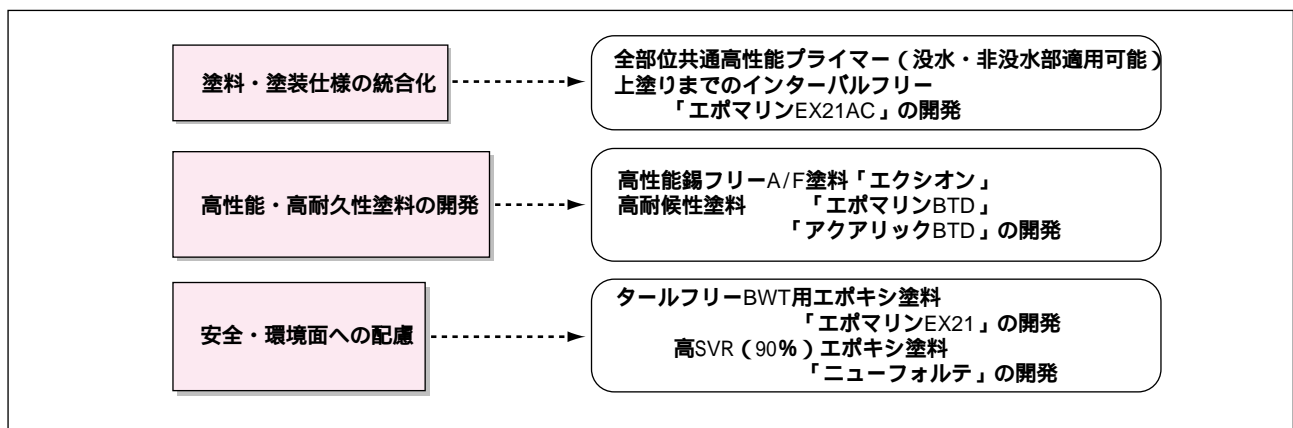 塗料・塗装仕様の統合化
全部位共通高性能プライマー（没水・非没水部適用可能）
上塗りまでのインターバルフリー
「エポマリンEX21AC」の開発
高性能・高耐久性塗料の開発
高性能錫フリーA/F塗料「エクシオン」
高耐候性塗料　「エポマリンBTD」
「アクアリックBTD」の開発
安全・環境面への配慮
タールフリーBWT用エポキシ塗料
「エポマリンEX21」の開発
高SVR（90％）エポキシ塗料
「ニューフォルテ」の開発